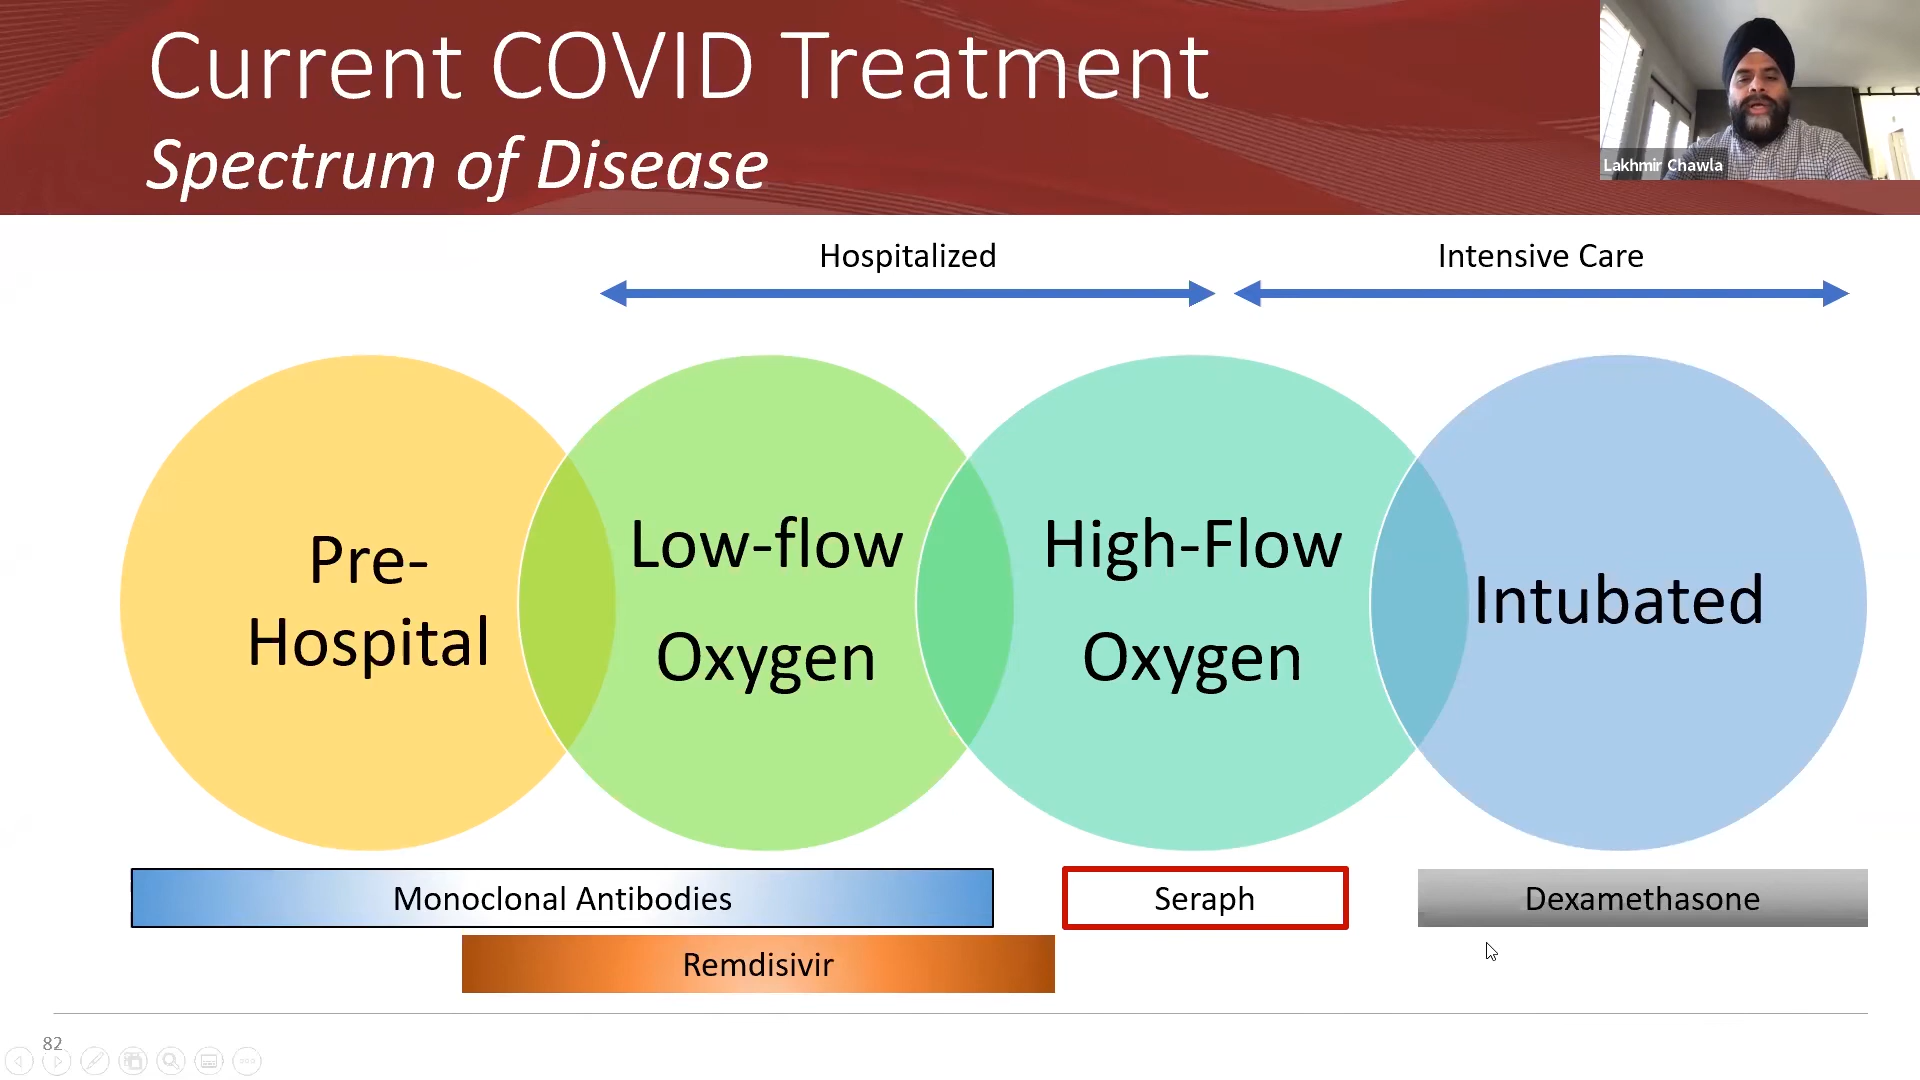 Current COVID Treatment
Spectrum of Disease
Lakhmir Chawla
Hospitalized
Intensive Care
Pre-
Hospital
Low-flow
Oxygen
High-Flow
Oxygen
Intubated
Monoclonal Antibodies
Seraph
Dexamethasone
Remdisivir
82